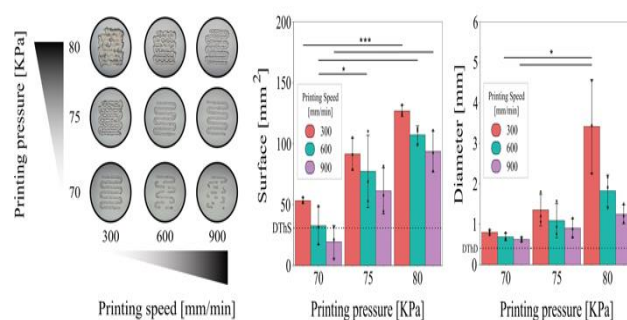 Printing pressure [KPa]
80
75
70
300
600
900
Printing speed [mm/min]
Surface [mm²]
200
150
100
50
0
DThS
Printing Speed
[mm/min]
300
600
900
*
***
70
75
80
Printing pressure [KPa]
Diameter [mm]
6
5
4
3
2
1
0
DThD
Printing Speed
[mm/min]
300
600
900
*
70
75
80
Printing pressure [KPa]